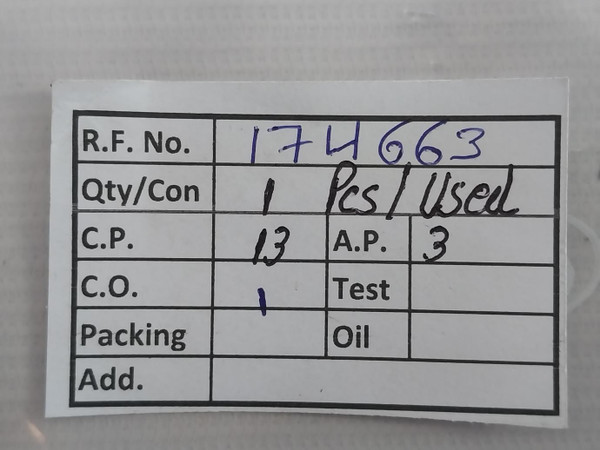 R.F. No. 174663
Qty/Con 1 Pcs/Used
C.P. 13 A.P. 3
C.O. 1 Test
Packing Oil
Add.